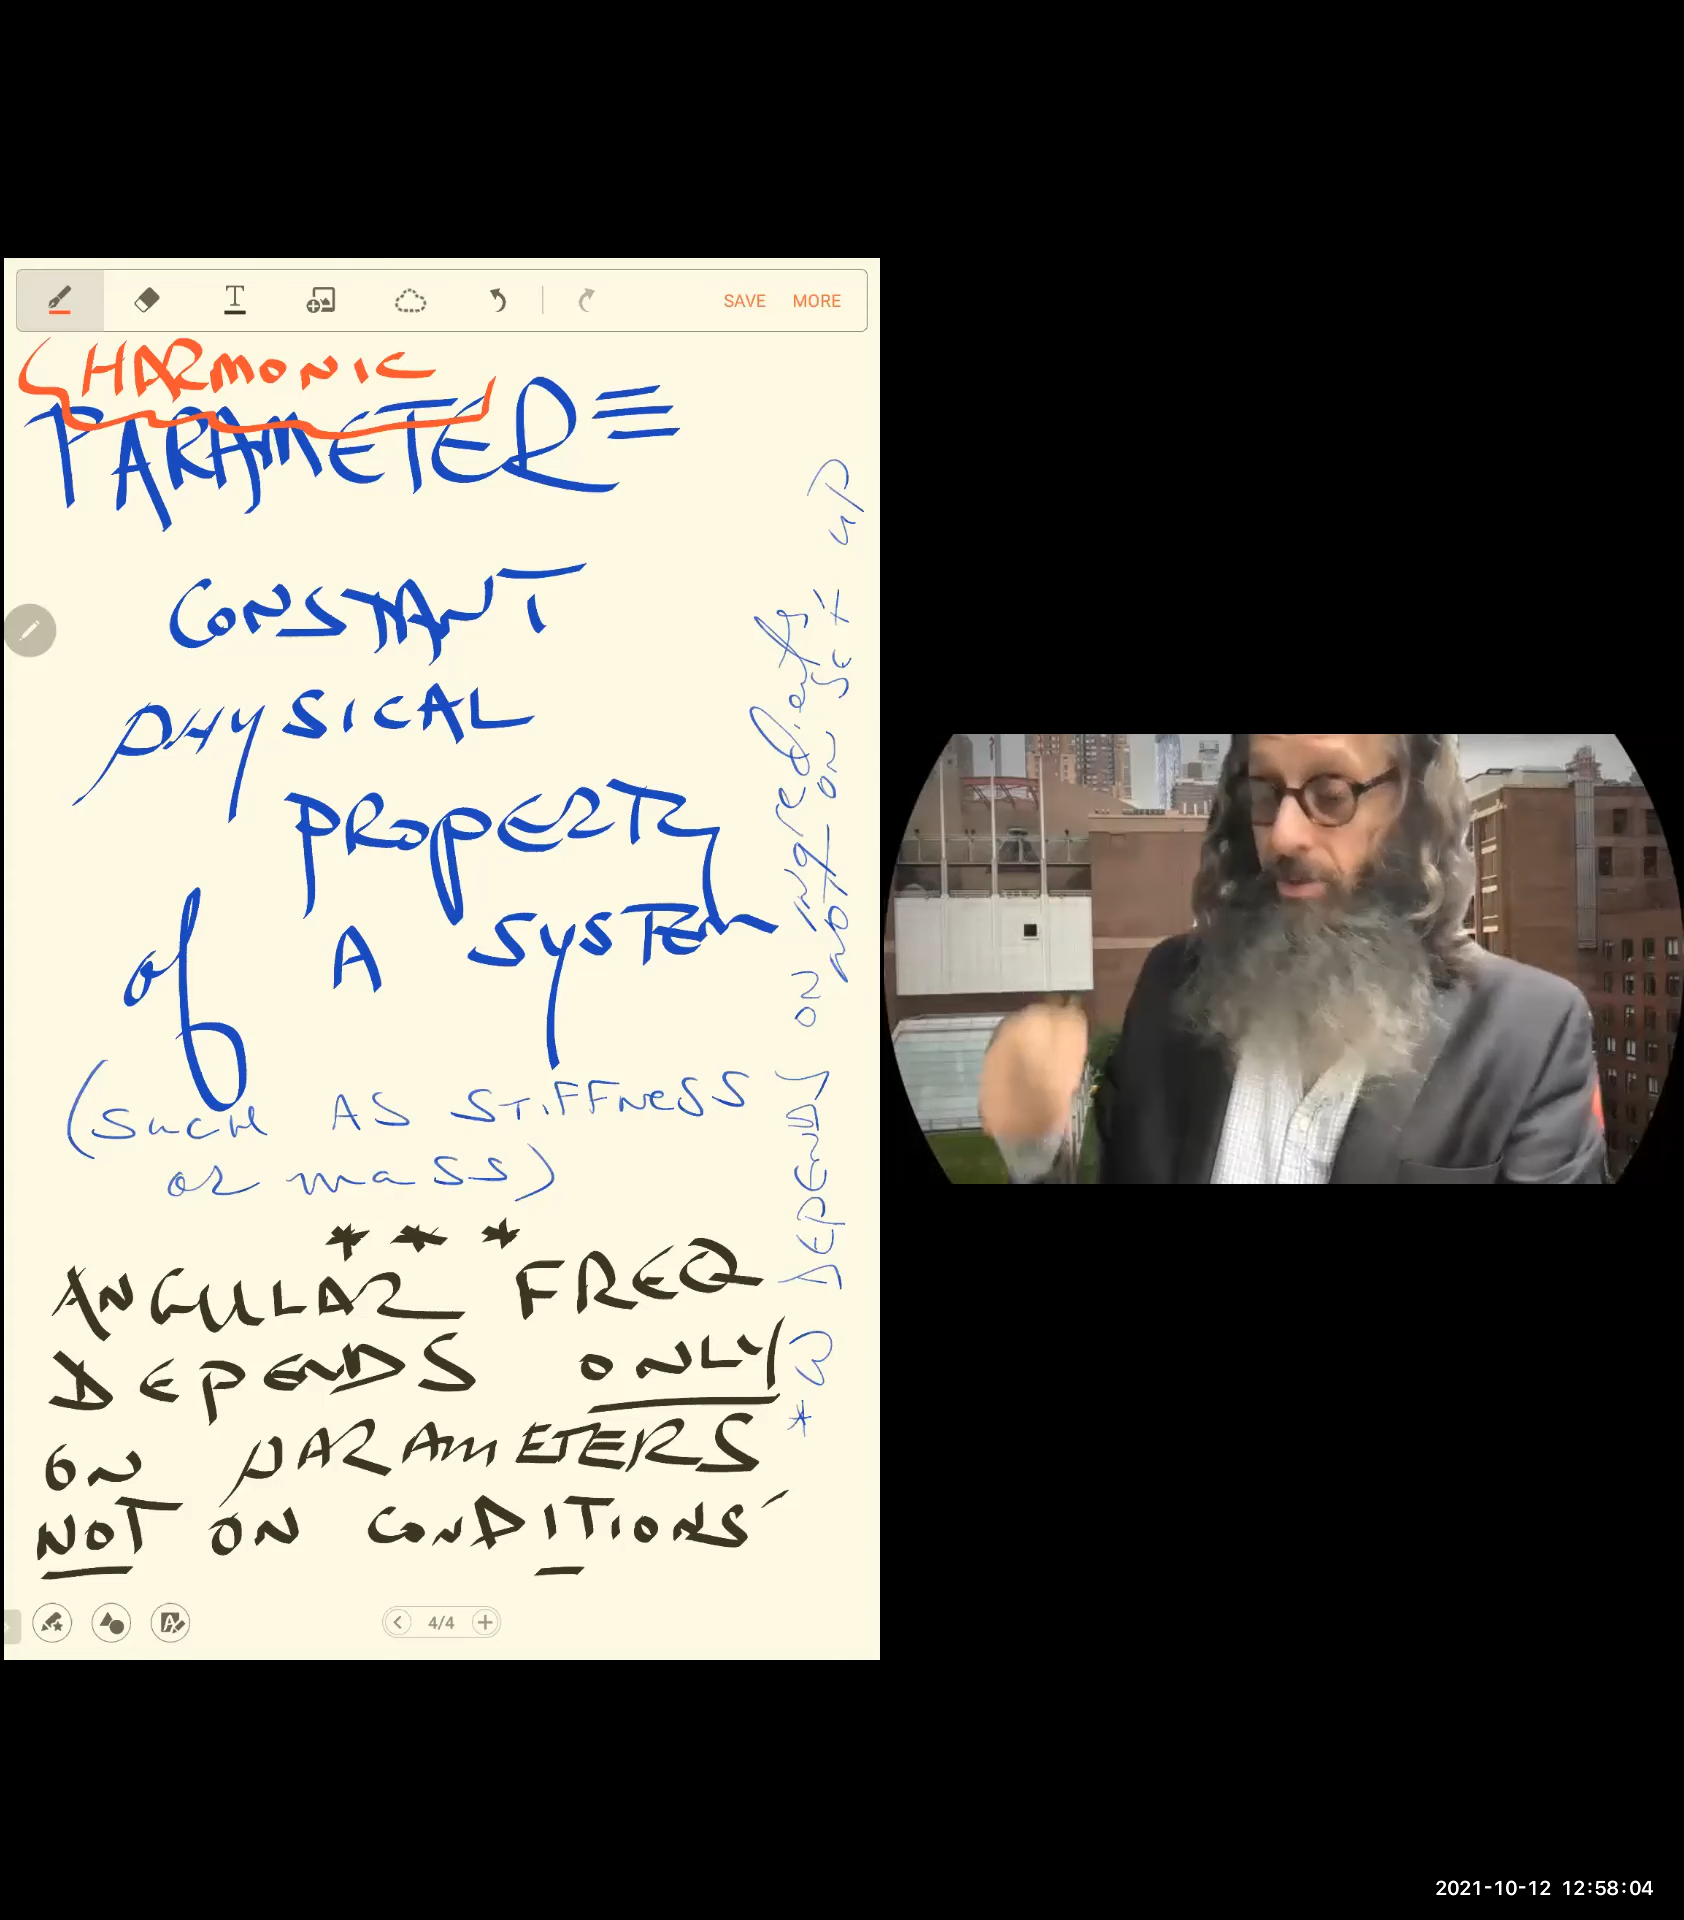 SAVE MORE
HARMONIC
PARAMETER ≡
CONSTANT
PHYSICAL
PROPERTY
of A SYSTEM
(SUCH AS STIFFNESS
or mass)
* * *
ANGULAR FREQ
DEPENDS ONLY
ON PARAMETERS
NOT ON CONDITIONS
* ω DEPENDS ON INgredients
NOT ON SET UP
4/4
2021-10-12 12:58:04